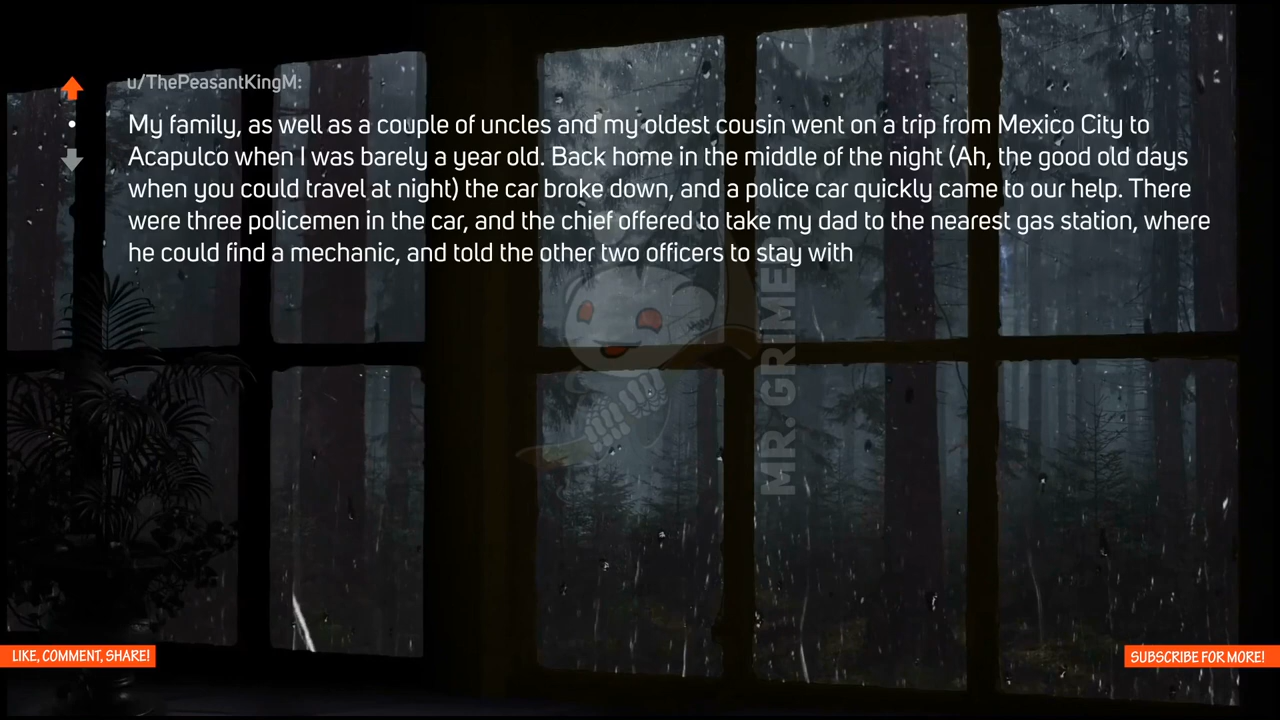 u/ThePeasantKingM:
My family, as well as a couple of uncles and my oldest cousin went on a trip from Mexico City to
Acapulco when I was barely a year old. Back home in the middle of the night (Ah, the good old days
when you could travel at night) the car broke down, and a police car quickly came to our help. There
were three policemen in the car, and the chief offered to take my dad to the nearest gas station, where
he could find a mechanic, and told the other two officers to stay with
MR. GRIME
LIKE, COMMENT, SHARE!
SUBSCRIBE FOR MORE!